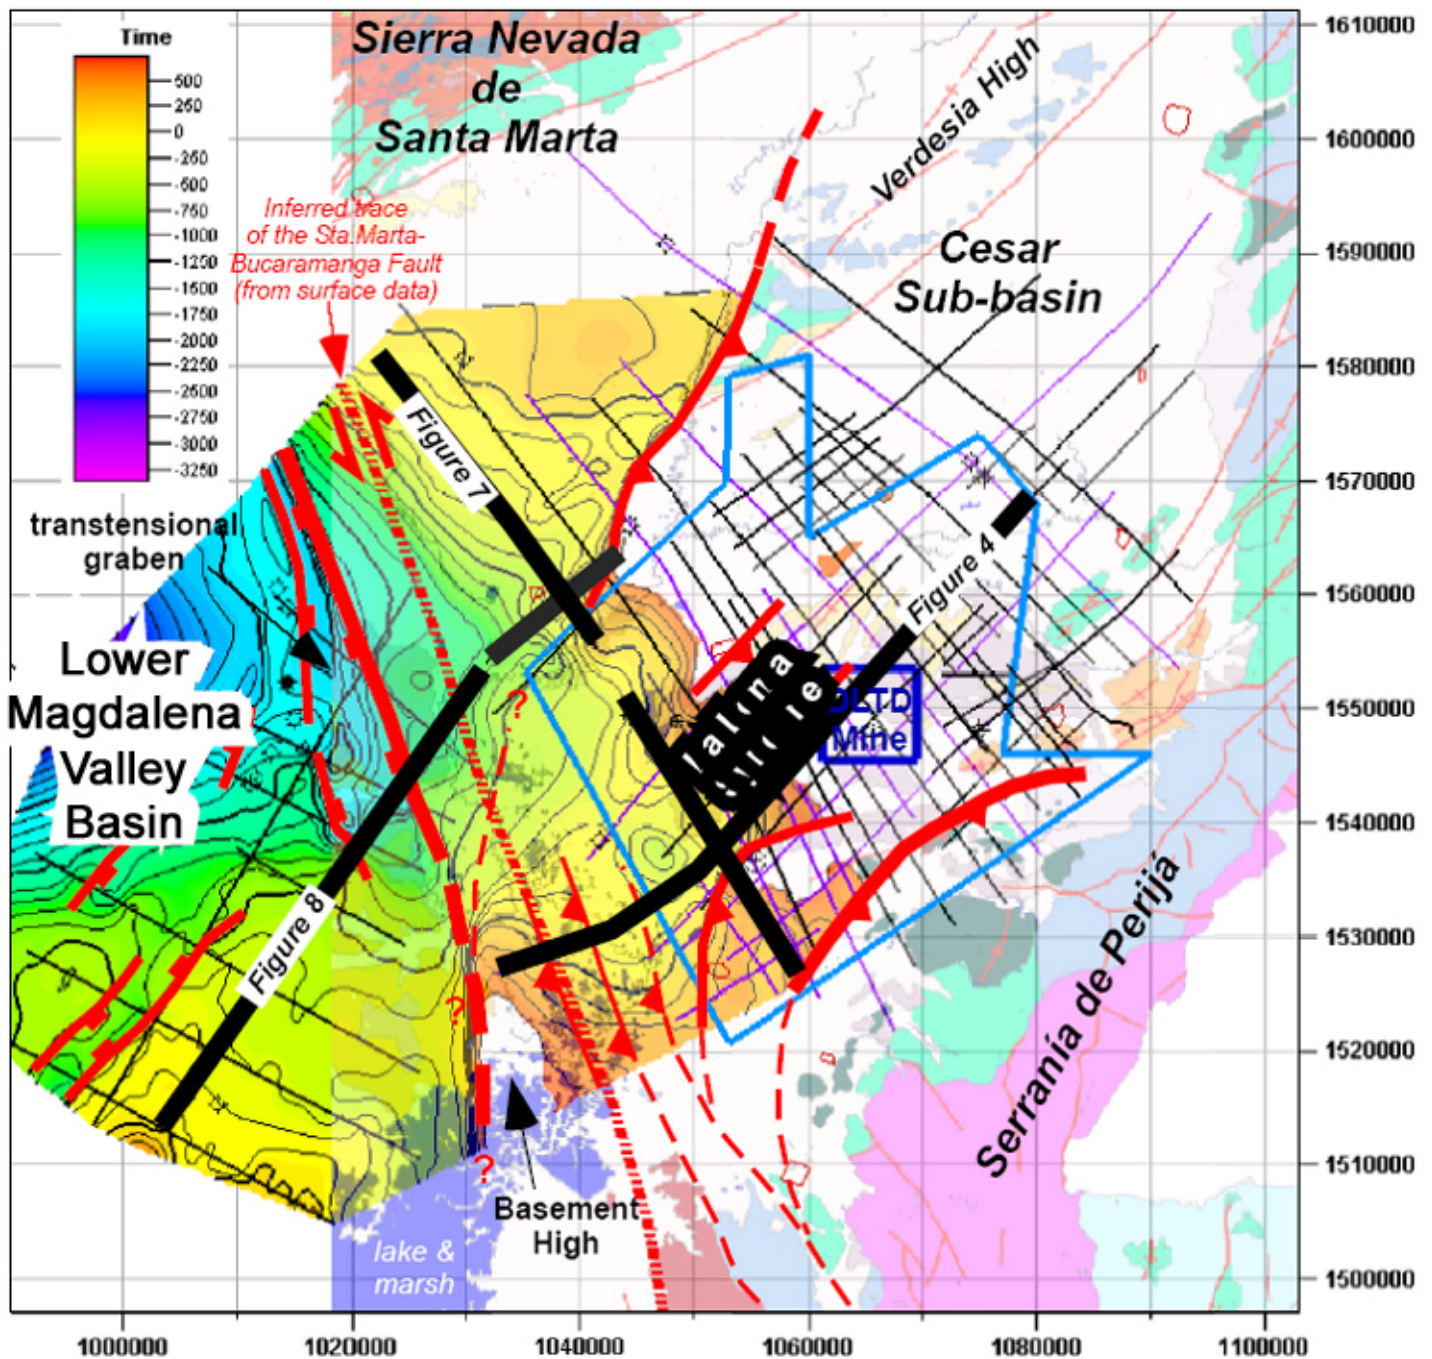 Time
500
250
0
-250
-500
-750
-1000
-1250
-1500
-1750
-2000
-2250
-2500
-2750
-3000
-3250
Sierra Nevada
de
Santa Marta
Verdesia High
Cesar
Sub-basin
Inferred trace
of the Sta.Marta-
Bucaramanga Fault
(from surface data)
transtensional
graben
Figure 7
Figure 4
Lower
Magdalena
Valley
Basin
Mine
Figure 8
?
?
?
Basement
High
lake &
marsh
Serranía de Perijá
1610000
1600000
1590000
1580000
1570000
1560000
1550000
1540000
1530000
1520000
1510000
1500000
1000000
1020000
1040000
1060000
1080000
1100000